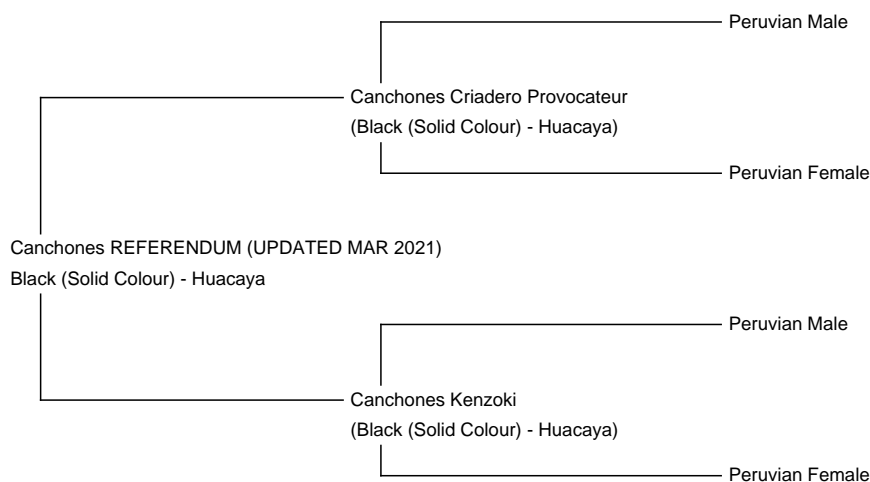 Peruvian Male
Canchones Criadero Provocateur
(Black (Solid Colour) - Huacaya)
Peruvian Female
Canchones REFERENDUM (UPDATED MAR 2021)
Black (Solid Colour) - Huacaya
Peruvian Male
Canchones Kenzoki
(Black (Solid Colour) - Huacaya)
Peruvian Female